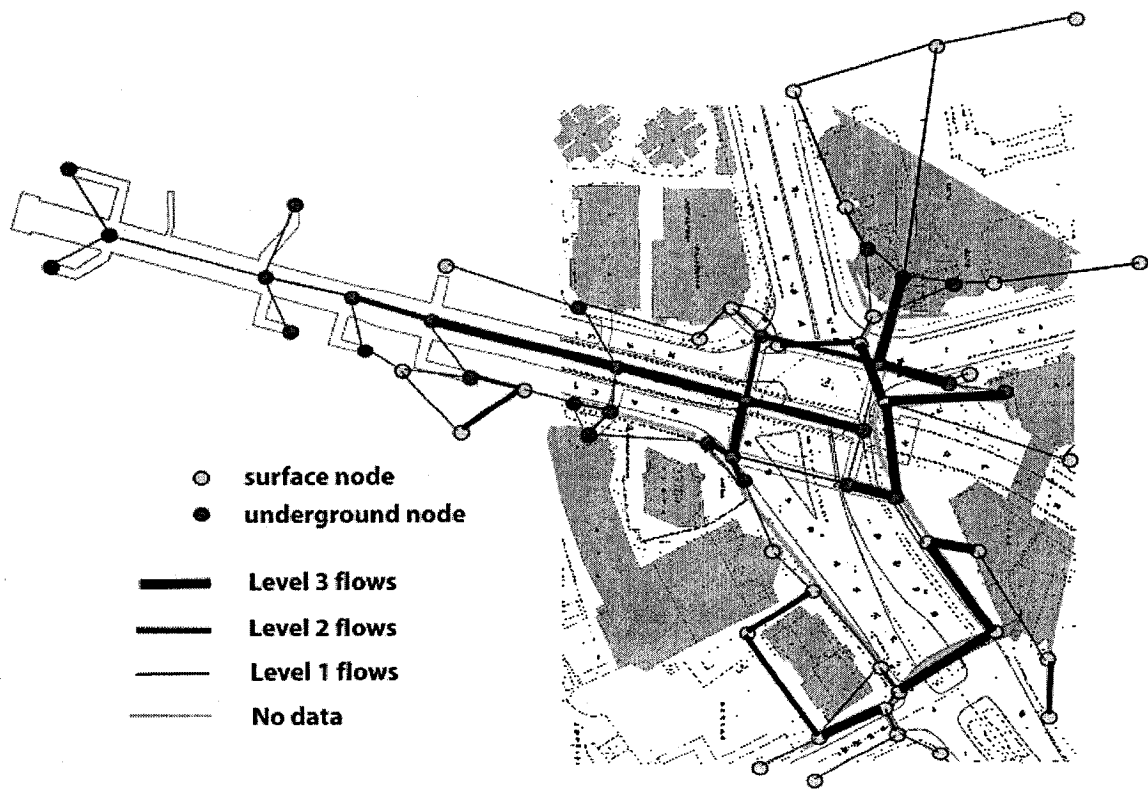 surface node
underground node
Level 3 flows
Level 2 flows
Level 1 flows
No data